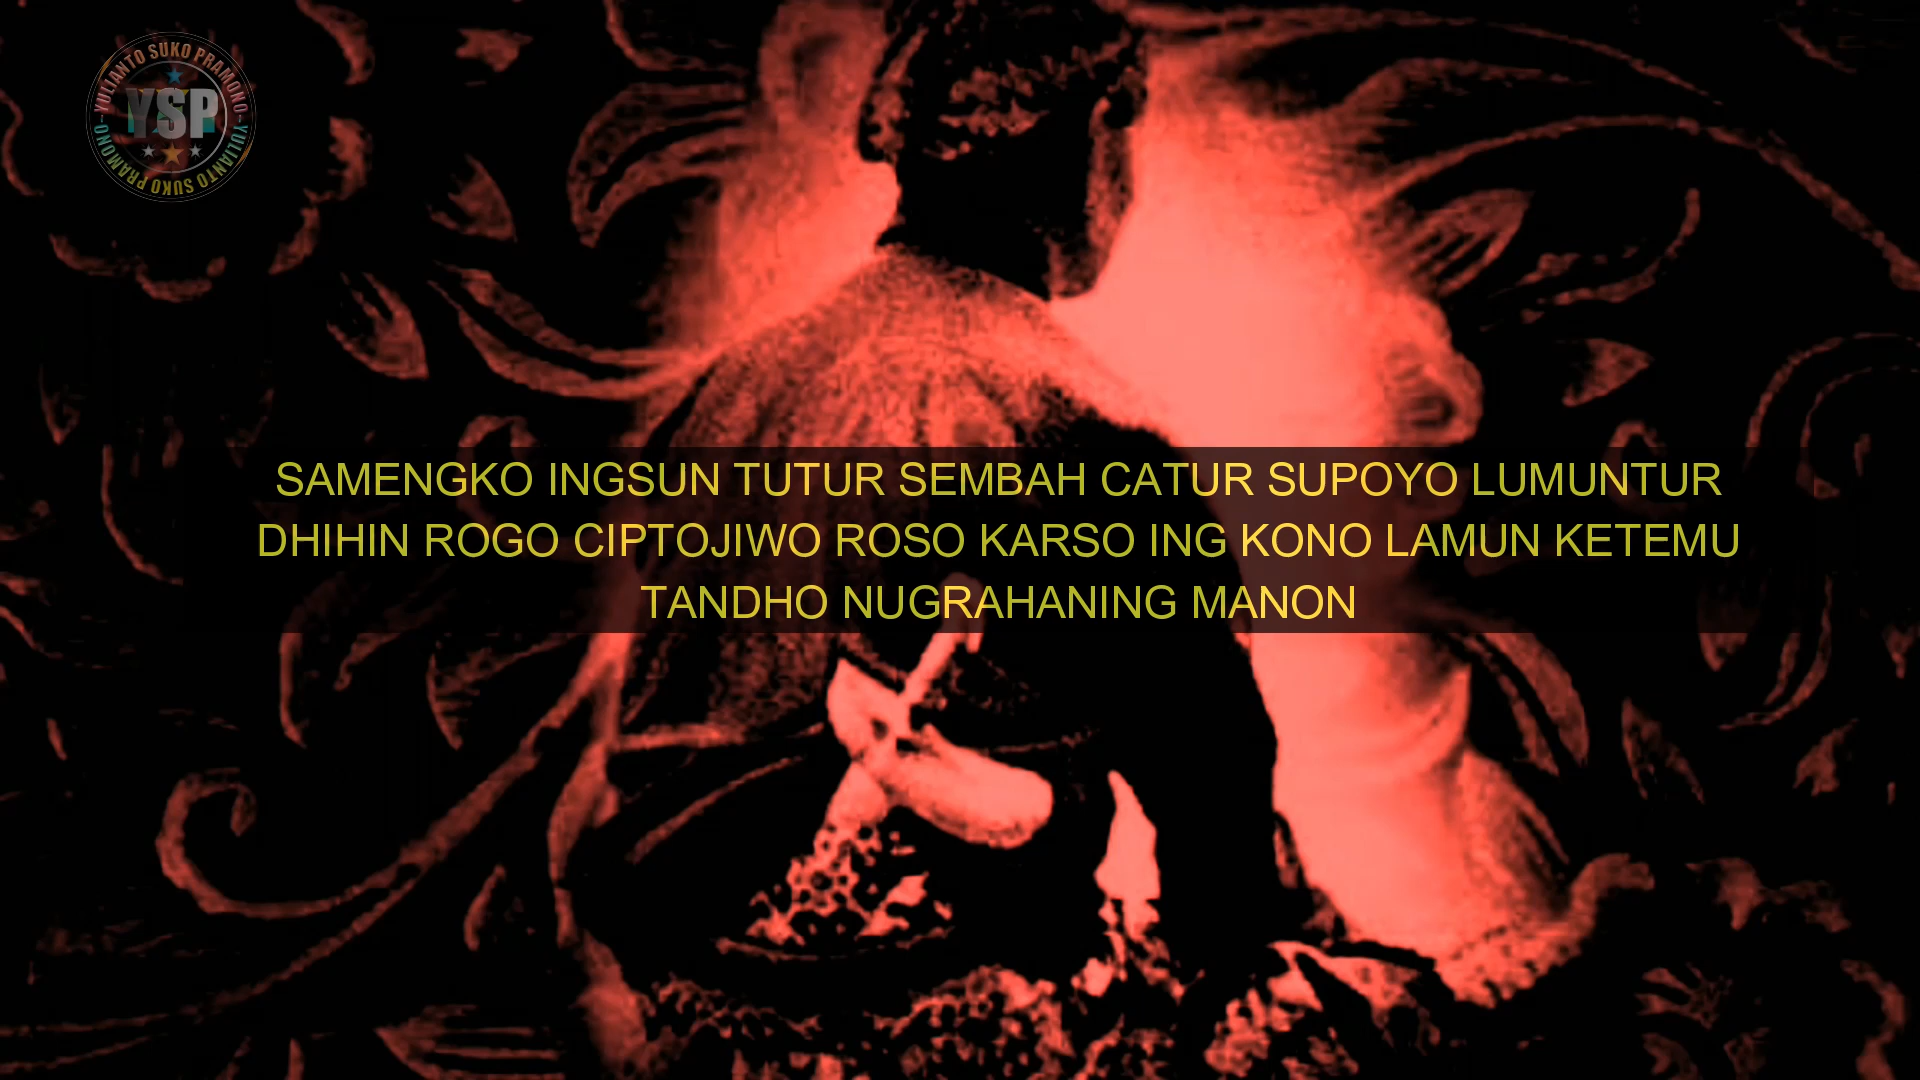 YULIANTO SUKO PRAMONO
YSP
YULIANTO SUKO PRAMONO
SAMENGKO INGSUN TUTUR SEMBAH CATUR SUPOYO LUMUNTUR
DHIHIN ROGO CIPTOJIWO ROSO KARSO ING KONO LAMUN KETEMU
TANDHO NUGRAHANING MANON